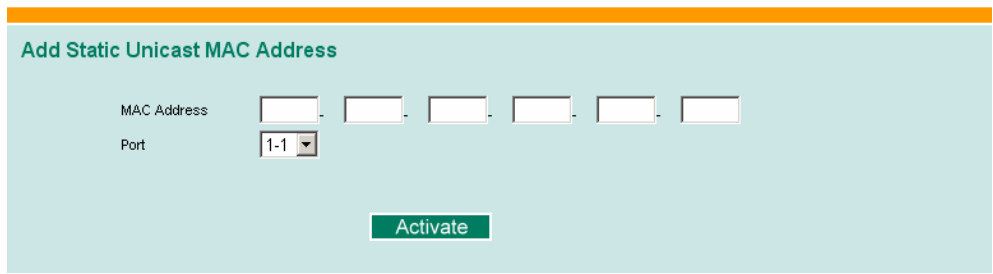 Add Static Unicast MAC Address
MAC Address - - - - -
Port 1-1
Activate